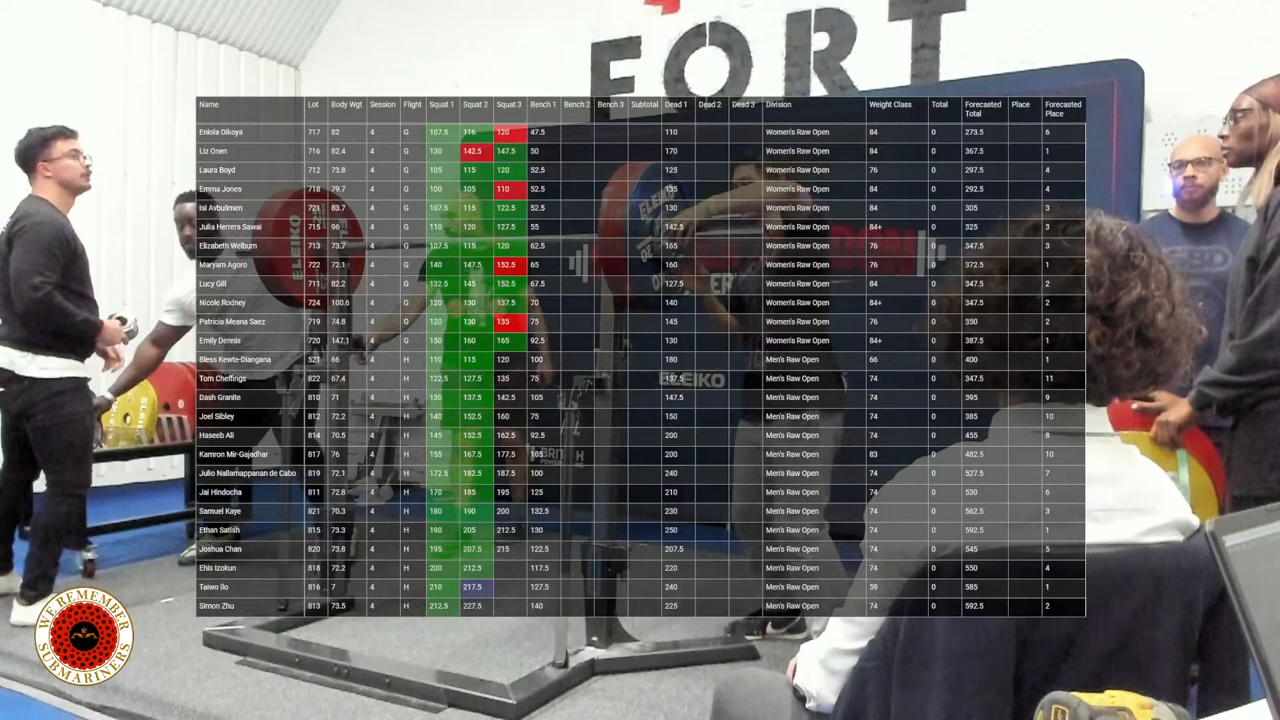 FORT
Name Lot Body Wgt Session Flight Squat 1 Squat 2 Squat 3 Bench 1 Bench 2 Bench 3 Subtotal Dead 1 Dead 2 Dead 3 Division Weight Class Total Forecasted Total Place Forecasted Place
Eniola Oikoya 717 82 4 G 107.5 116 120 47.5 110 Women's Raw Open 84 0 273.5 6
Liz Onen 716 82.4 4 G 130 142.5 147.5 50 170 Women's Raw Open 84 0 367.5 1
Laura Boyd 712 73.8 4 G 105 115 120 52.5 125 Women's Raw Open 76 0 297.5 4
Emma Jones 718 79.7 4 G 100 105 110 52.5 135 Women's Raw Open 84 0 292.5 4
Isi Avbulimen 721 83.7 4 G 107.5 115 122.5 52.5 130 Women's Raw Open 84 0 305 3
Julia Herrera Sawai 715 96 4 G 110 120 127.5 55 142.5 Women's Raw Open 84+ 0 325 3
Elizabeth Welburn 713 73.7 4 G 107.5 115 120 62.5 165 Women's Raw Open 76 0 347.5 3
Maryam Agoro 722 72.1 4 G 140 147.5 152.5 65 160 Women's Raw Open 76 0 372.5 1
Lucy Gill 711 82.2 4 G 132.5 145 152.5 67.5 127.5 Women's Raw Open 84 0 347.5 2
Nicole Rodney 724 100.6 4 G 120 130 137.5 70 140 Women's Raw Open 84+ 0 347.5 2
Patricia Meana Saez 719 74.8 4 G 120 130 135 75 145 Women's Raw Open 76 0 350 2
Emily Dennis 720 147.1 4 G 150 160 165 92.5 130 Women's Raw Open 84+ 0 387.5 1
Bless Kewte-Diangana 521 66 4 H 110 115 120 100 180 Men's Raw Open 66 0 400 1
Tom Cheffings 822 67.4 4 H 122.5 127.5 135 75 137.5 Men's Raw Open 74 0 347.5 11
Dash Granite 810 71 4 H 130 137.5 142.5 105 147.5 Men's Raw Open 74 0 395 9
Joel Sibley 812 72.2 4 H 140 152.5 160 75 150 Men's Raw Open 74 0 385 10
Haseeb Ali 814 70.5 4 H 145 152.5 162.5 92.5 200 Men's Raw Open 74 0 455 8
Kamron Mir-Gajadhar 817 76 4 H 155 167.5 177.5 105 200 Men's Raw Open 83 0 482.5 10
Julio Nallamappanan de Cabo 819 72.1 4 H 172.5 182.5 187.5 100 240 Men's Raw Open 74 0 527.5 7
Jai Hindocha 811 72.8 4 H 170 185 195 125 210 Men's Raw Open 74 0 530 6
Samuel Kaye 821 70.3 4 H 180 190 200 132.5 230 Men's Raw Open 74 0 562.5 3
Ethan Satish 815 73.3 4 H 190 205 212.5 130 250 Men's Raw Open 74 0 592.5 1
Joshua Chan 820 73.8 4 H 195 207.5 215 122.5 207.5 Men's Raw Open 74 0 545 5
Ehis Izokun 818 72.2 4 H 200 212.5 117.5 220 Men's Raw Open 74 0 550 4
Taiwo Ilo 816 7 4 H 210 217.5 127.5 240 Men's Raw Open 59 0 585 1
Simon Zhu 813 73.5 4 H 212.5 227.5 140 225 Men's Raw Open 74 0 592.5 2
ELEIKO
ELEIKO
ELEIKO
WE REMEMBER
SUBMARINERS